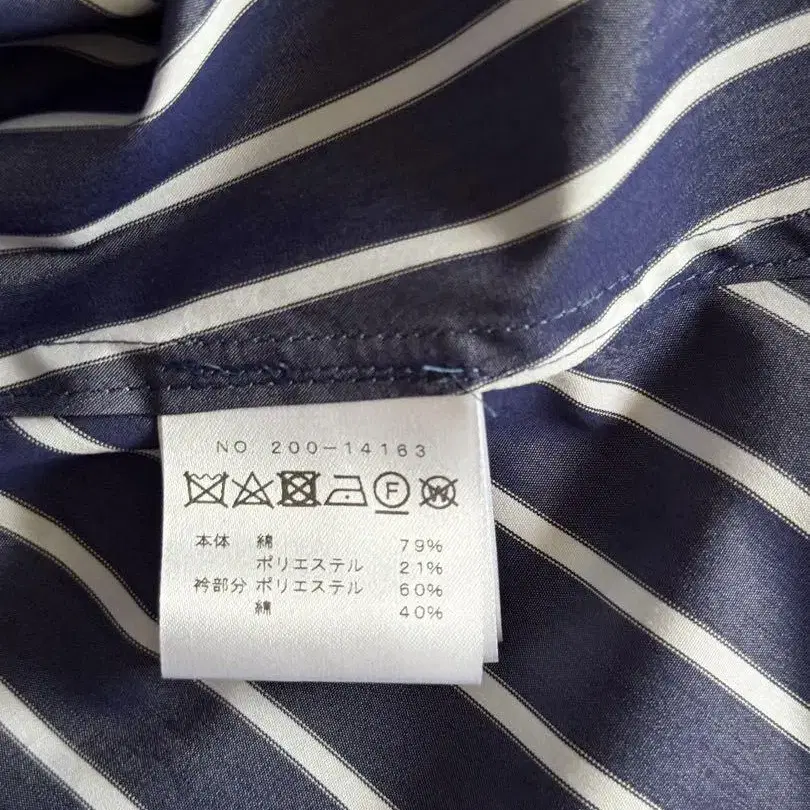 NO 200-14163
F W
本体 綿 79%
ポリエステル 21%
衿部分 ポリエステル 60%
綿 40%